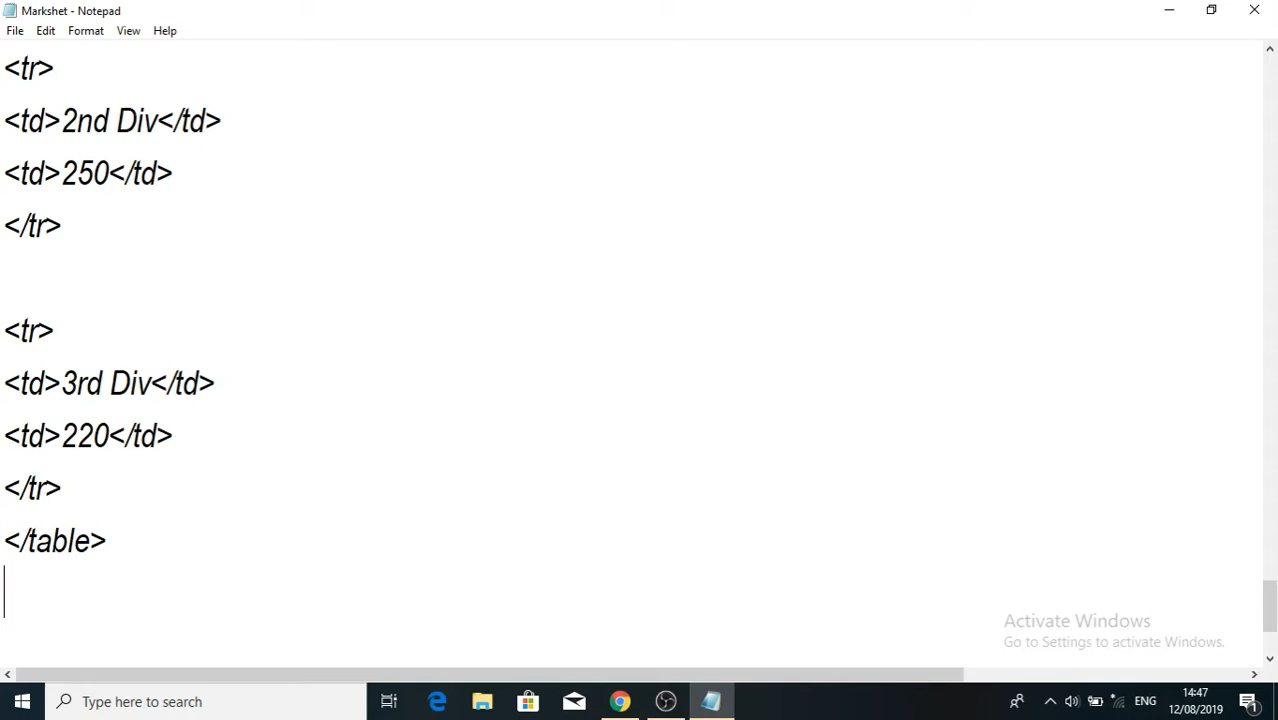 Markshet - Notepad
File Edit Format View Help
<tr>
<td>2nd Div</td>
<td>250</td>
</tr>
<tr>
<td>3rd Div</td>
<td>220</td>
</tr>
</table>
Activate Windows
Go to Settings to activate Windows.
Type here to search
ENG
14:47
12/08/2019
1